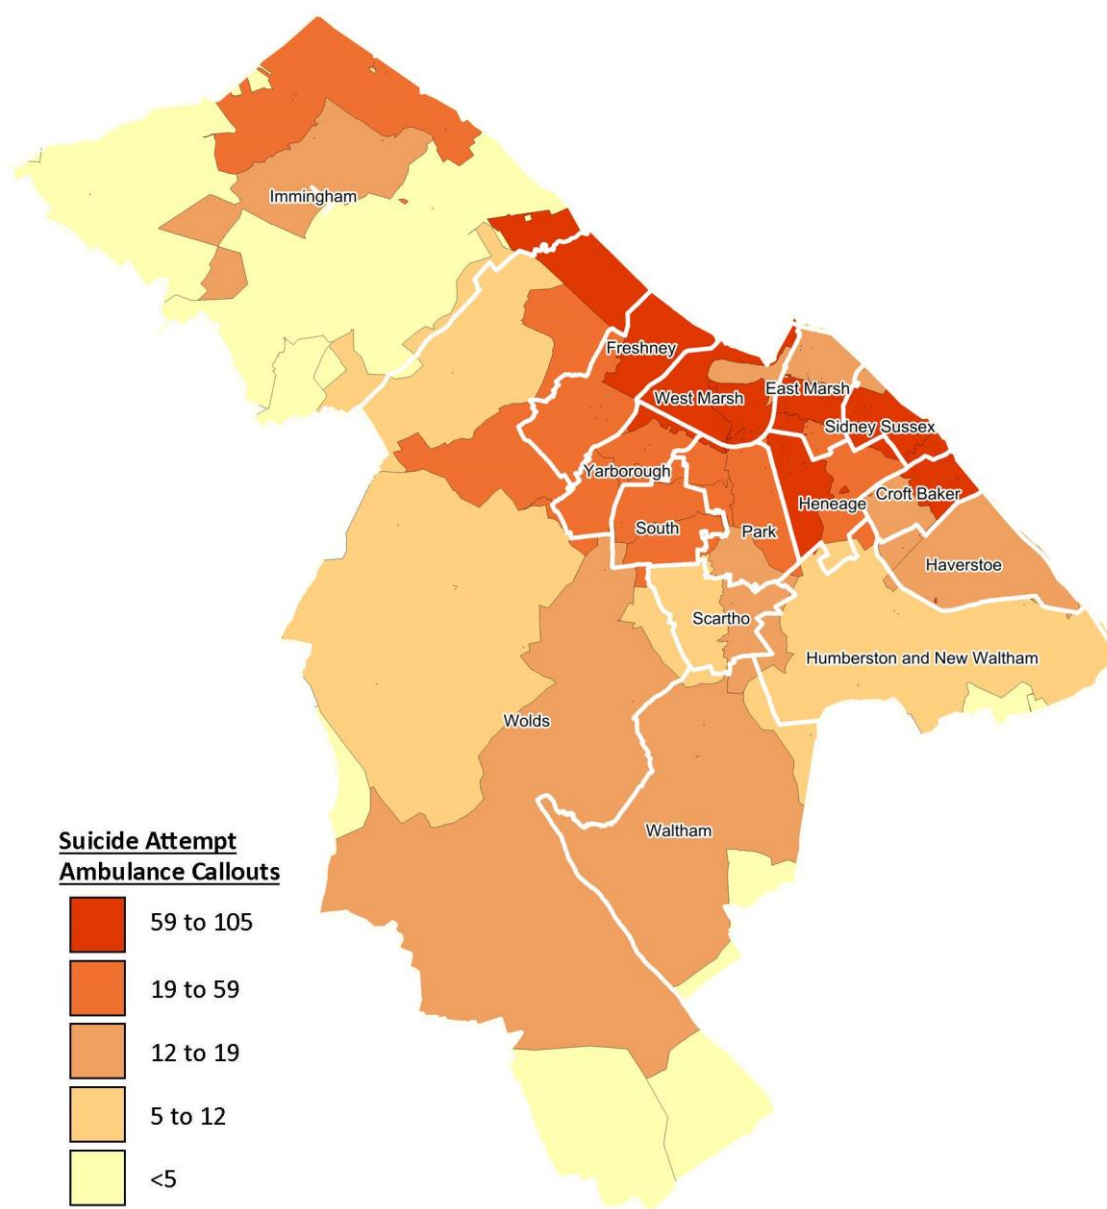 Immingham
Freshney
West Marsh
East Marsh
Sidney Sussex
Yarborough
Heneage
Croft Baker
South
Park
Haverstoe
Scartho
Humberston and New Waltham
Wolds
Waltham
Suicide Attempt
Ambulance Callouts
59 to 105
19 to 59
12 to 19
5 to 12
<5